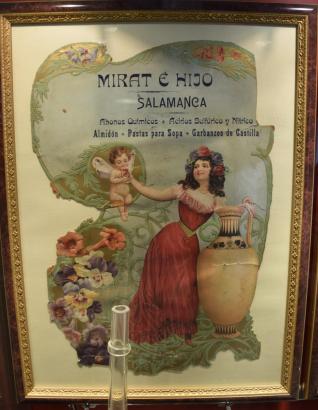 MIRAT É HIJO
SALAMANCA
Abonos Químicos - Ácidos Sulfúrico y Nítrico
Almidón - Pastas para Sopa - Garbanzos de Castilla